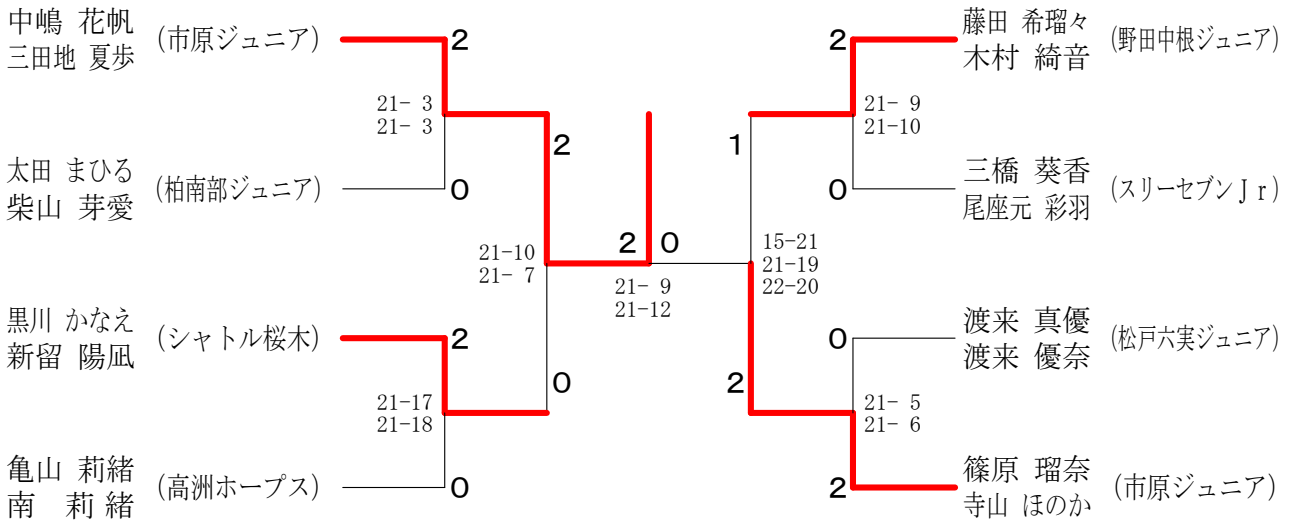 中嶋 花帆
三田地 夏歩
(市原ジュニア)
2
21- 3
21- 3
太田 まひる
柴山 芽愛
(柏南部ジュニア)
0
2
21-10
21- 7
黒川 かなえ
新留 陽凪
(シャトル桜木)
2
21-17
21-18
0
亀山 莉緒
南 莉緒
(高洲ホープス)
0
2 0
21- 9
21-12
2
藤田 希瑠々
木村 綺音
(野田中根ジュニア)
21- 9
21-10
1
0
三橋 葵香
尾座元 彩羽
(スリーセブンJr)
15-21
21-19
22-20
0
渡来 真優
渡来 優奈
(松戸六実ジュニア)
2
21- 5
21- 6
2
篠原 瑠奈
寺山 ほのか
(市原ジュニア)